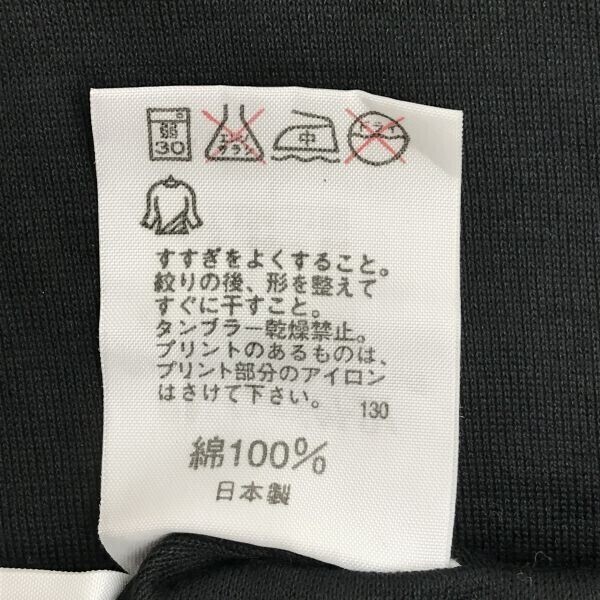 弱
30
エンソ
サラシ
中
ドライ
すすぎをよくすること。
絞りの後、形を整えて
すぐに干すこと。
タンブラー乾燥禁止。
プリントのあるものは、
プリント部分のアイロン
はさけて下さい。 130
綿100%
日本製